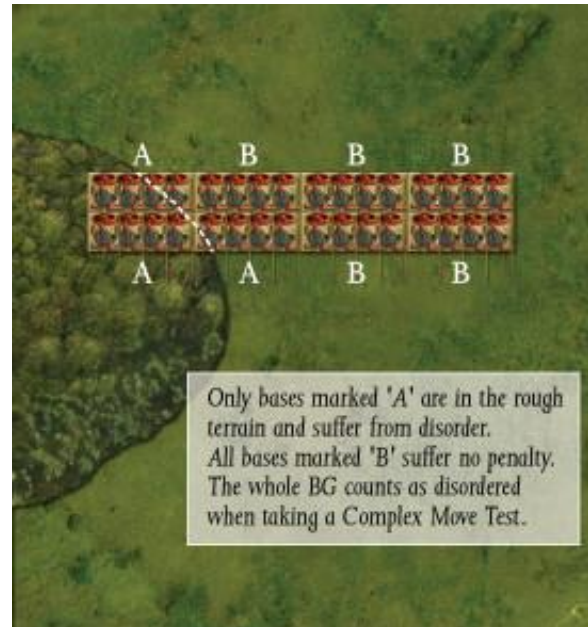 A B B B
A A B B
Only bases marked 'A' are in the rough
terrain and suffer from disorder.
All bases marked 'B' suffer no penalty.
The whole BG counts as disordered
when taking a Complex Move Test.